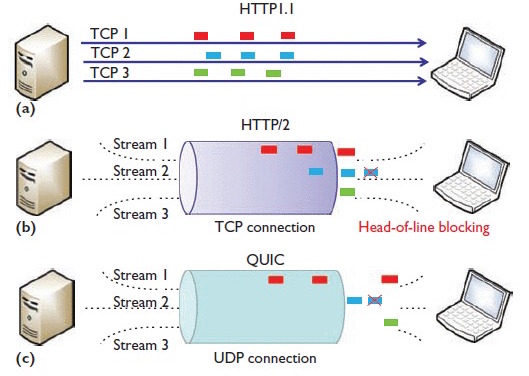 HTTP1.1
TCP 1
TCP 2
TCP 3
(a)
HTTP/2
Stream 1
Stream 2
Stream 3
(b)
TCP connection
Head-of-line blocking
QUIC
Stream 1
Stream 2
Stream 3
(c)
UDP connection